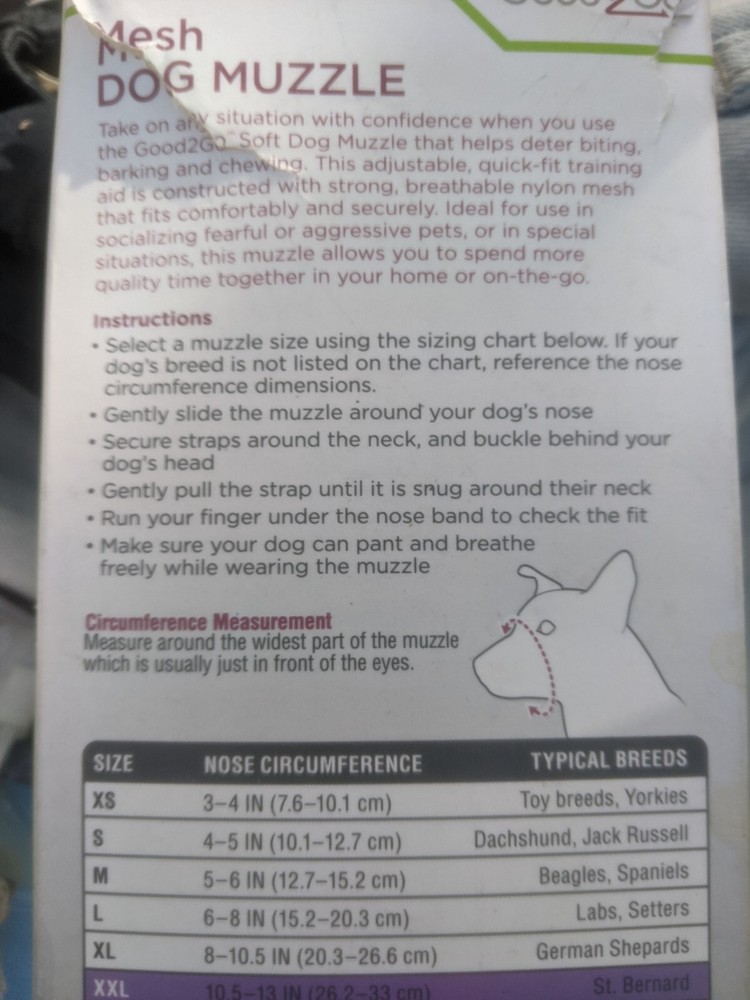 Good2Go
Mesh
DOG MUZZLE
Take on any situation with confidence when you use
the Good2Go™ Soft Dog Muzzle that helps deter biting,
barking and chewing. This adjustable, quick-fit training
aid is constructed with strong, breathable nylon mesh
that fits comfortably and securely. Ideal for use in
socializing fearful or aggressive pets, or in special
situations, this muzzle allows you to spend more
quality time together in your home or on-the-go.
Instructions
• Select a muzzle size using the sizing chart below. If your
dog's breed is not listed on the chart, reference the nose
circumference dimensions.
• Gently slide the muzzle around your dog's nose
• Secure straps around the neck, and buckle behind your
dog's head
• Gently pull the strap until it is snug around their neck
• Run your finger under the nose band to check the fit
• Make sure your dog can pant and breathe
freely while wearing the muzzle
Circumference Measurement
Measure around the widest part of the muzzle
which is usually just in front of the eyes.
SIZE NOSE CIRCUMFERENCE TYPICAL BREEDS
XS 3–4 IN (7.6–10.1 cm) Toy breeds, Yorkies
S 4–5 IN (10.1–12.7 cm) Dachshund, Jack Russell
M 5–6 IN (12.7–15.2 cm) Beagles, Spaniels
L 6–8 IN (15.2–20.3 cm) Labs, Setters
XL 8–10.5 IN (20.3–26.6 cm) German Shepards
XXL 10.5–13 IN (26.2–33 cm) St. Bernard